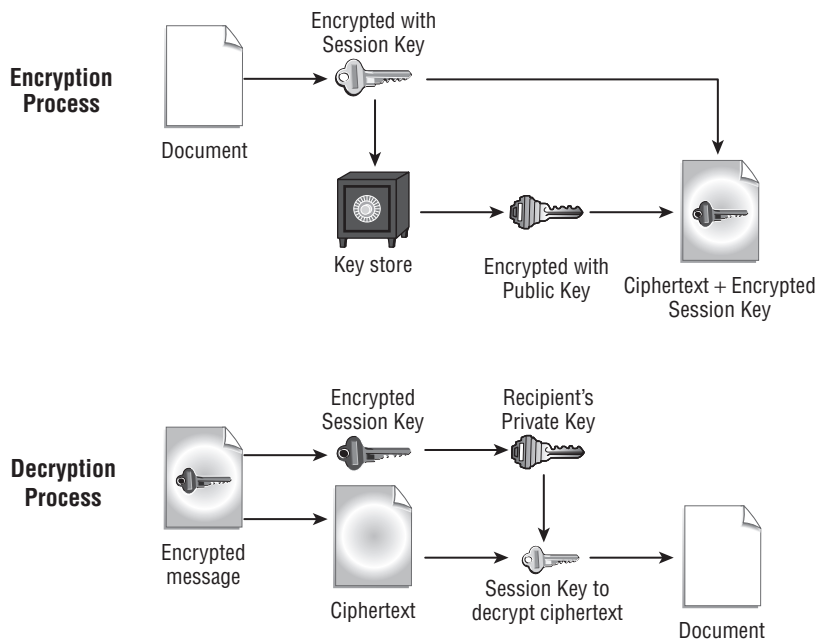 Encryption
Process
Document
Encrypted with
Session Key
Key store
Encrypted with
Public Key
Ciphertext + Encrypted
Session Key
Decryption
Process
Encrypted
message
Encrypted
Session Key
Ciphertext
Recipient's
Private Key
Session Key to
decrypt ciphertext
Document